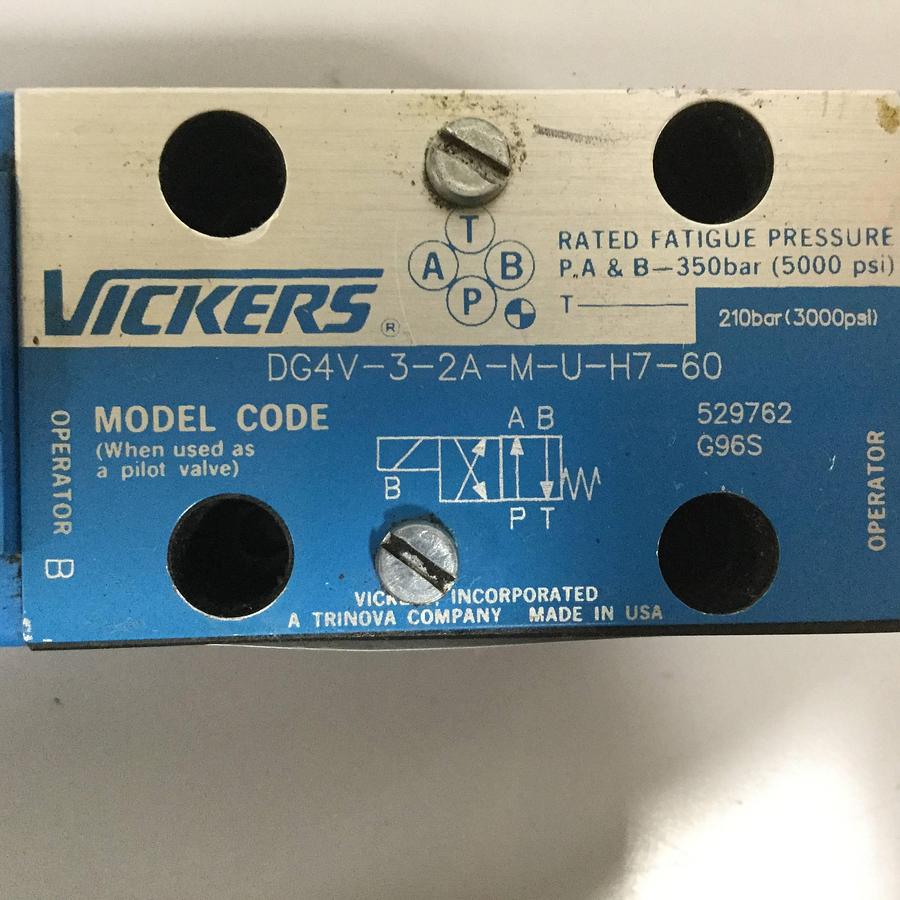 T
A B
P
VICKERS ®
RATED FATIGUE PRESSURE
P.,A & B—350bar (5000 psi)
T
210bar(3000psi)
DG4V-3-2A-M-U-H7-60
MODEL CODE
(When used as
a pilot valve)
A B
B
P T
529762
G96S
OPERATOR B
OPERATOR
INCORPORATED
A TRINOVA COMPANY MADE IN USA